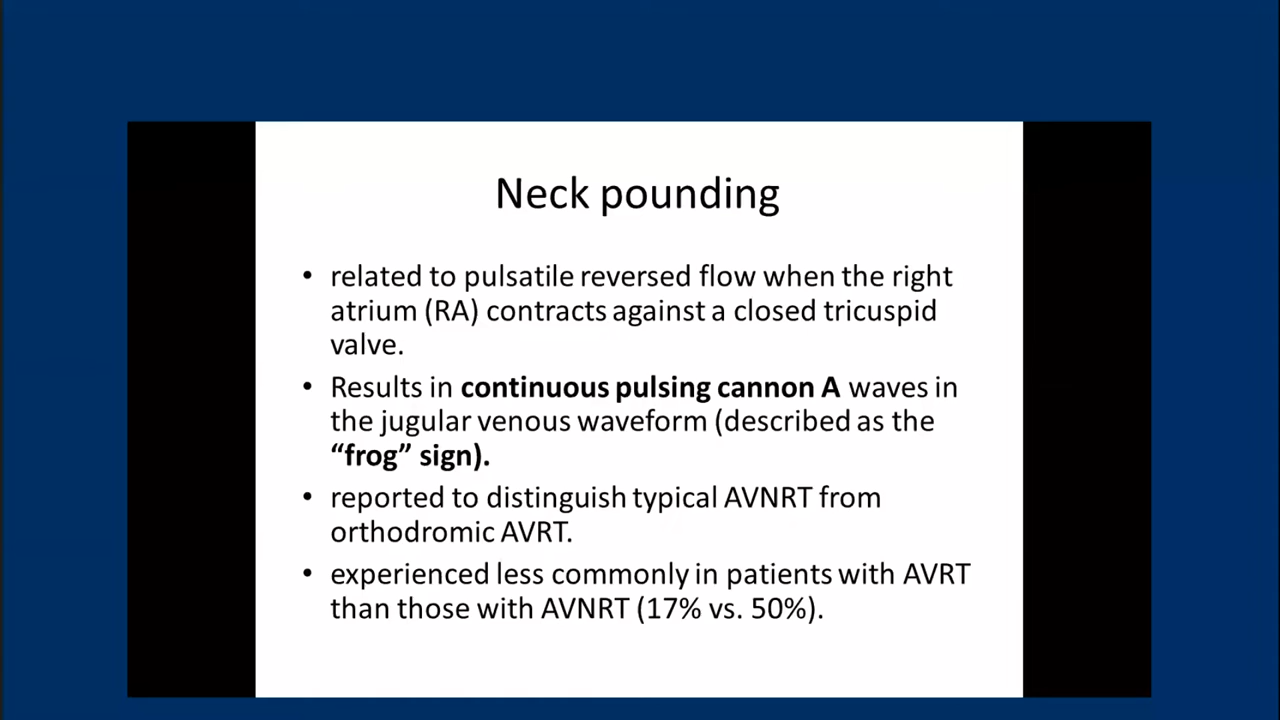 Neck pounding
• related to pulsatile reversed flow when the right
atrium (RA) contracts against a closed tricuspid
valve.
• Results in continuous pulsing cannon A waves in
the jugular venous waveform (described as the
“frog” sign).
• reported to distinguish typical AVNRT from
orthodromic AVRT.
• experienced less commonly in patients with AVRT
than those with AVNRT (17% vs. 50%).